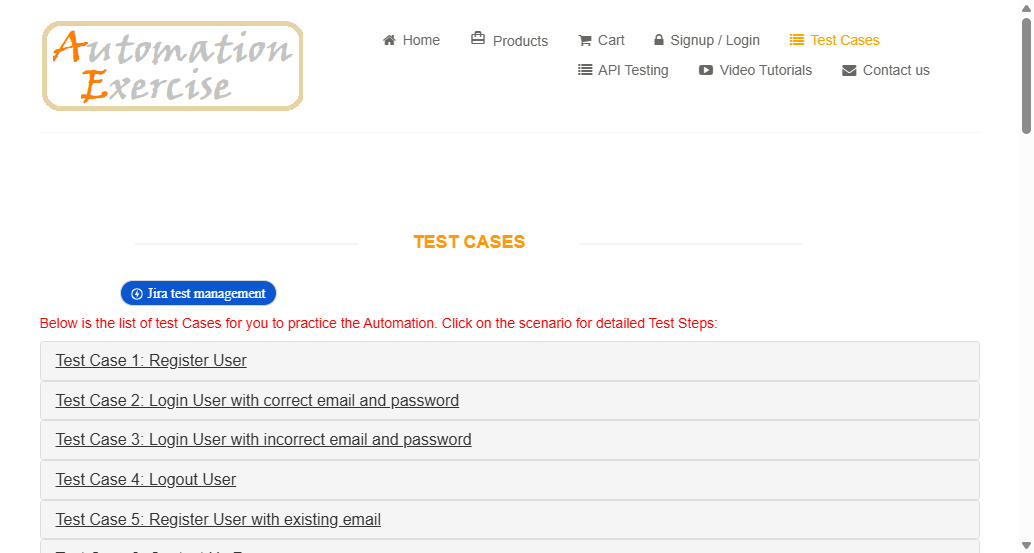 Automation
Exercise
Home Products Cart Signup / Login Test Cases
API Testing Video Tutorials Contact us
TEST CASES
Jira test management
Below is the list of test Cases for you to practice the Automation. Click on the scenario for detailed Test Steps:
Test Case 1: Register User
Test Case 2: Login User with correct email and password
Test Case 3: Login User with incorrect email and password
Test Case 4: Logout User
Test Case 5: Register User with existing email